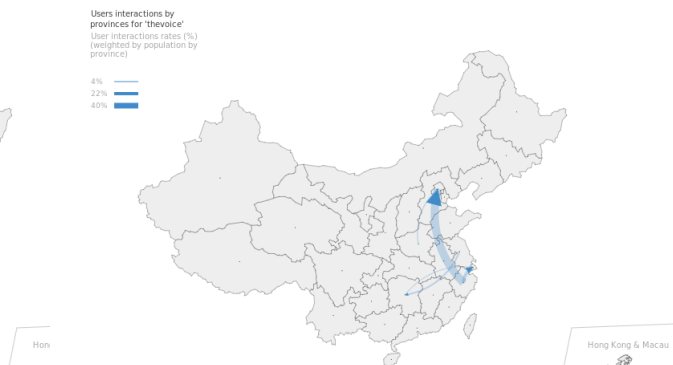 Users interactions by
provinces for 'thevoice'
User interactions rates (%)
(weighted by population by
province)
4%
22%
40%
Hon
Hong Kong & Macau